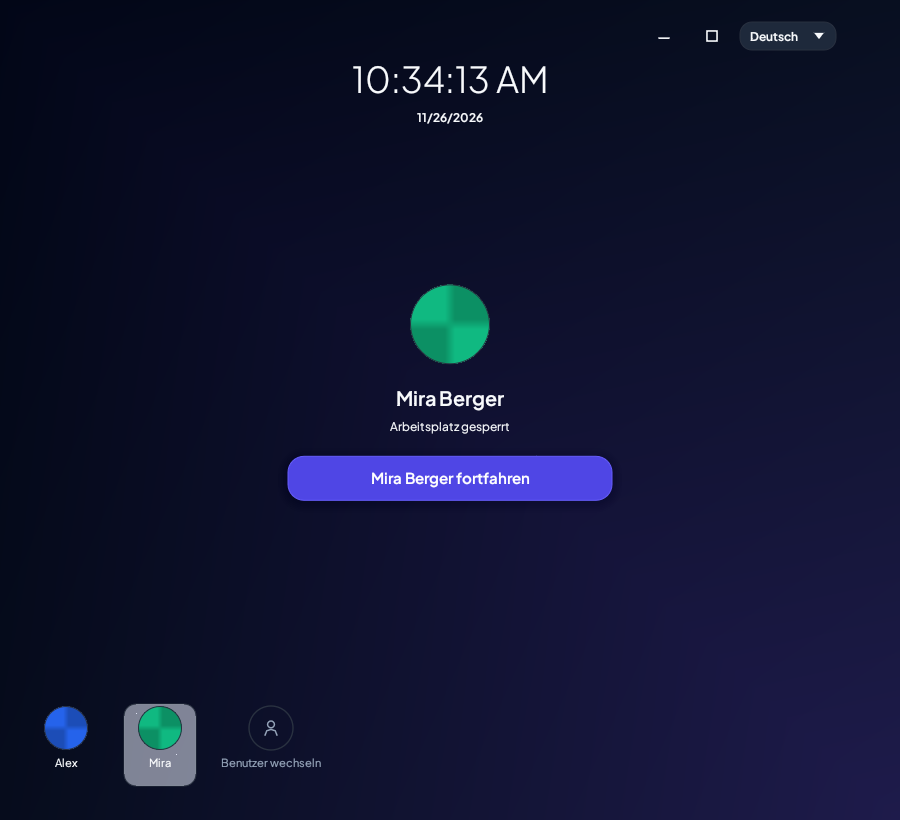 Deutsch
10:34:13 AM
11/26/2026
Mira Berger
Arbeitsplatz gesperrt
Mira Berger fortfahren
Alex
Mira
Benutzer wechseln